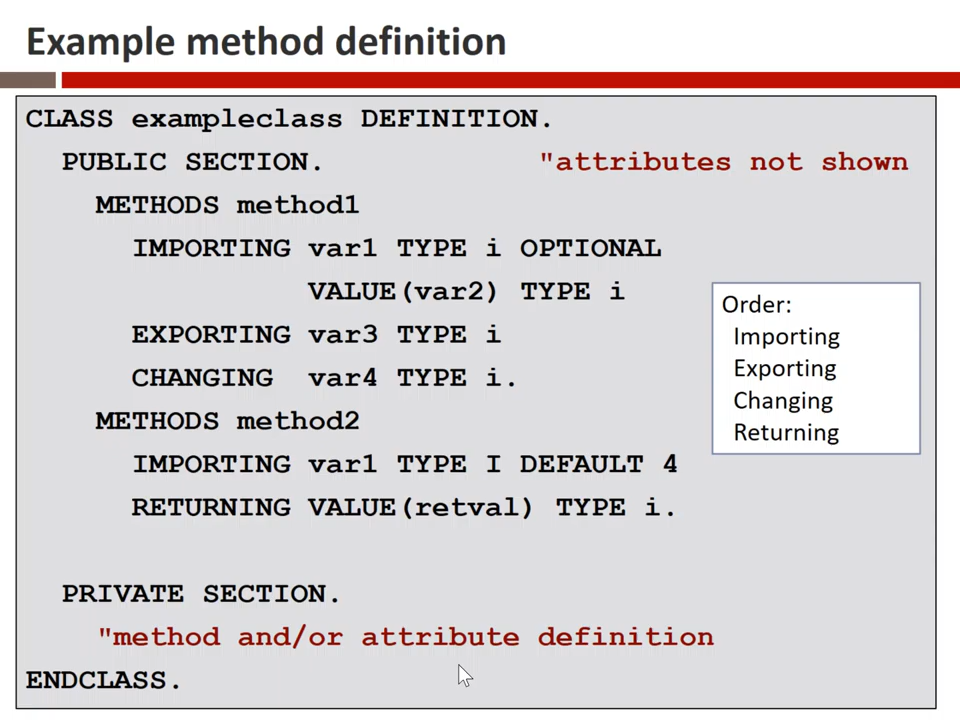 Example method definition
CLASS exampleclass DEFINITION.
PUBLIC SECTION. "attributes not shown
METHODS method1
IMPORTING var1 TYPE i OPTIONAL
VALUE(var2) TYPE i
EXPORTING var3 TYPE i
CHANGING var4 TYPE i.
METHODS method2
IMPORTING var1 TYPE I DEFAULT 4
RETURNING VALUE(retval) TYPE i.
PRIVATE SECTION.
"method and/or attribute definition
ENDCLASS.
Order:
Importing
Exporting
Changing
Returning